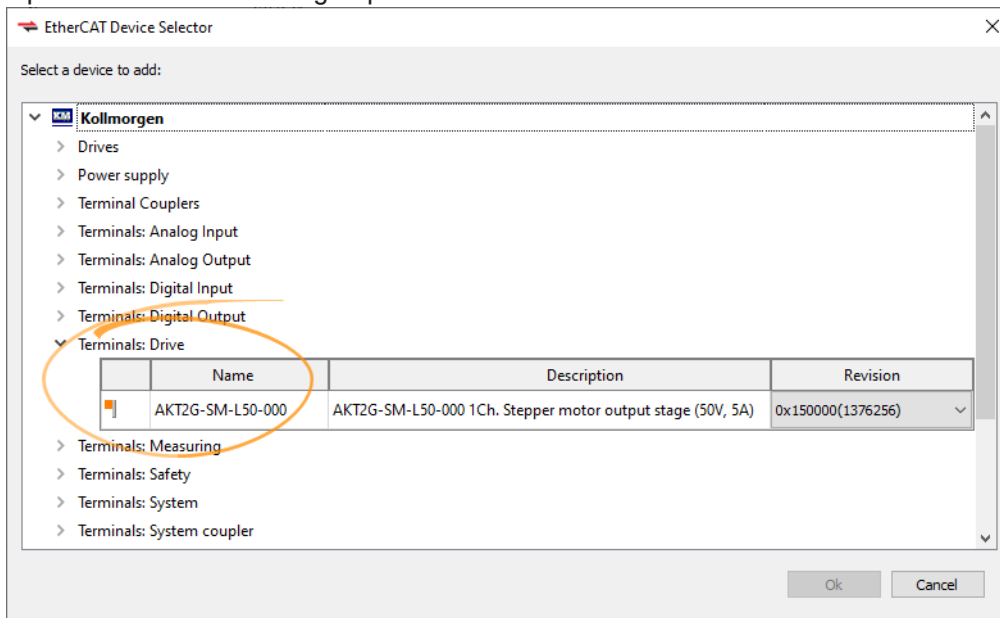 EtherCAT Device Selector
Select a device to add:
KM Kollmorgen
Drives
Power supply
Terminal Couplers
Terminals: Analog Input
Terminals: Analog Output
Terminals: Digital Input
Terminals: Digital Output
Terminals: Drive
Name Description Revision
AKT2G-SM-L50-000 AKT2G-SM-L50-000 1Ch. Stepper motor output stage (50V, 5A) 0x150000(1376256)
Terminals: Measuring
Terminals: Safety
Terminals: System
Terminals: System coupler
Ok Cancel